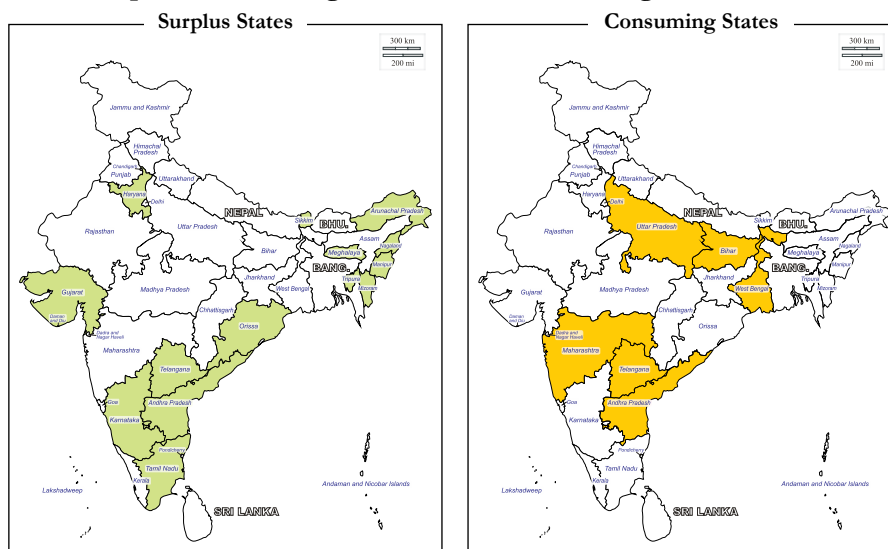 Surplus States
300 km
200 mi
Jammu and Kashmir
Himachal
Pradesh
Chandigarh
Punjab
Uttarakhand
Haryana
Delhi
NEPAL
Sikkim
Arunachal Pradesh
BHU.
Rajasthan
Uttar Pradesh
Assam
Nagaland
Bihar
Meghalaya
Manipur
BANG.
Tripura
Mizoram
Jharkhand
West Bengal
Gujarat
Madhya Pradesh
Chhattisgarh
Daman
and Diu
Orissa
Dadra and
Nagar Haveli
Maharashtra
Telangana
Goa
Andhra Pradesh
Karnataka
Pondicherry
Tamil Nadu
Kerala
Lakshadweep
Andaman and Nicobar Islands
SRI LANKA
Consuming States
300 km
200 mi
Jammu and Kashmir
Himachal
Pradesh
Chandigarh
Punjab
Uttarakhand
Haryana
Delhi
NEPAL
Sikkim
Arunachal Pradesh
BHU.
Rajasthan
Uttar Pradesh
Assam
Nagaland
Bihar
Meghalaya
Manipur
BANG.
Tripura
Mizoram
Jharkhand
West Bengal
Gujarat
Madhya Pradesh
Chhattisgarh
Daman
and Diu
Orissa
Dadra and
Nagar Haveli
Maharashtra
Telangana
Goa
Andhra Pradesh
Karnataka
Pondicherry
Tamil Nadu
Kerala
Lakshadweep
Andaman and Nicobar Islands
SRI LANKA